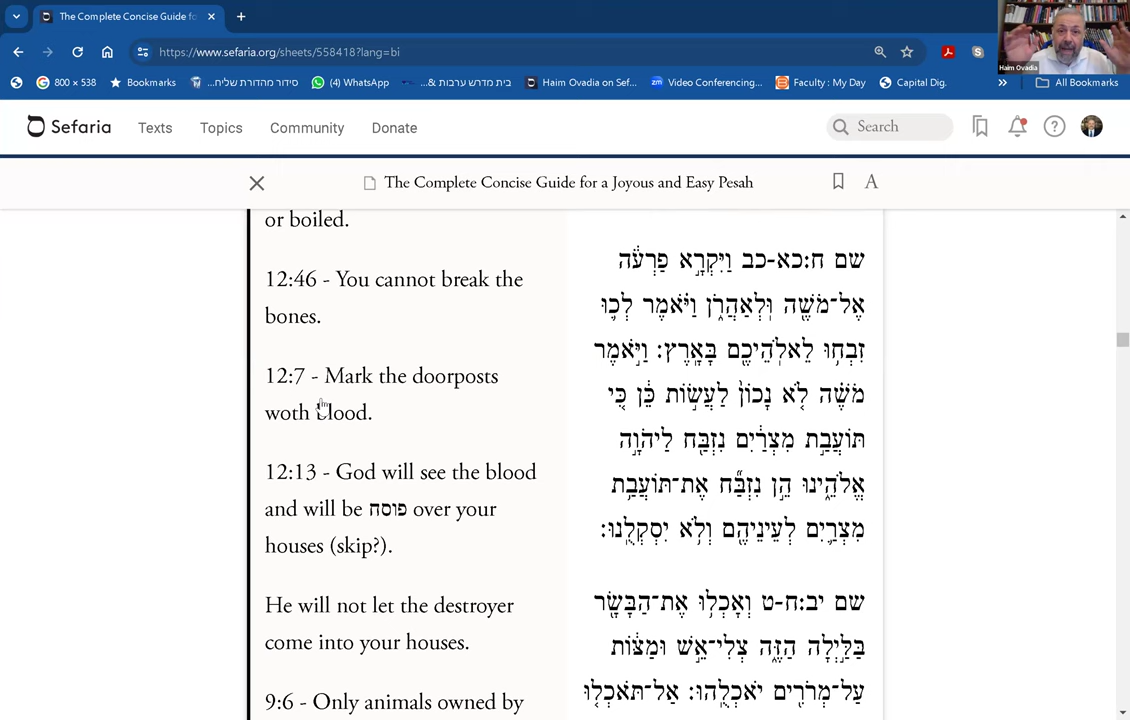 The Complete Concise Guide fo
https://www.sefaria.org/sheets/558418?lang=bi
Haim Ovadia
800 × 538
Bookmarks
סידור מהדורת שליח...
(4) WhatsApp
בית מדרש ערבות &...
Haim Ovadia on Sef...
zm Video Conferencing...
Faculty : My Day
Capital Dig.
»
All Bookmarks
Sefaria
Texts
Topics
Community
Donate
Search
The Complete Concise Guide for a Joyous and Easy Pesah
A
or boiled.
12:46 - You cannot break the
bones.
12:7 - Mark the doorposts
woth blood.
12:13 - God will see the blood
and will be פוסח over your
houses (skip?).
He will not let the destroyer
come into your houses.
9:6 - Only animals owned by
שם ח:כא-כב וַיִּקְרָ֣א פַרְעֹ֔ה
אֶל־מֹשֶׁ֖ה וּֽלְאַהֲרֹ֑ן וַיֹּ֗אמֶר לְכ֛וּ
זִבְח֥וּ לֵאלֹֽהֵיכֶ֖ם בָּאָֽרֶץ׃ וַיֹּ֣אמֶר
מֹשֶׁ֗ה לֹ֤א נָכוֹן֙ לַעֲשׂ֣וֹת כֵּ֔ן כִּ֚י
תּוֹעֲבַ֣ת מִצְרַ֔יִם נִזְבַּ֖ח לַיהֹוָ֣ה
אֱלֹהֵ֑ינוּ הֵ֣ן נִזְבַּ֞ח אֶת־תּוֹעֲבַ֥ת
מִצְרַ֛יִם לְעֵינֵיהֶ֖ם וְלֹ֥א יִסְקְלֻֽנוּ׃
שם יב:ח-ט וְאָכְל֥וּ אֶת־הַבָּשָׂ֖ר
בַּלַּ֣יְלָה הַזֶּ֑ה צְלִי־אֵ֣שׁ וּמַצּ֔וֹת
עַל־מְרֹרִ֖ים יֹאכְלֻֽהוּ׃ אַל־תֹּאכְל֤וּ